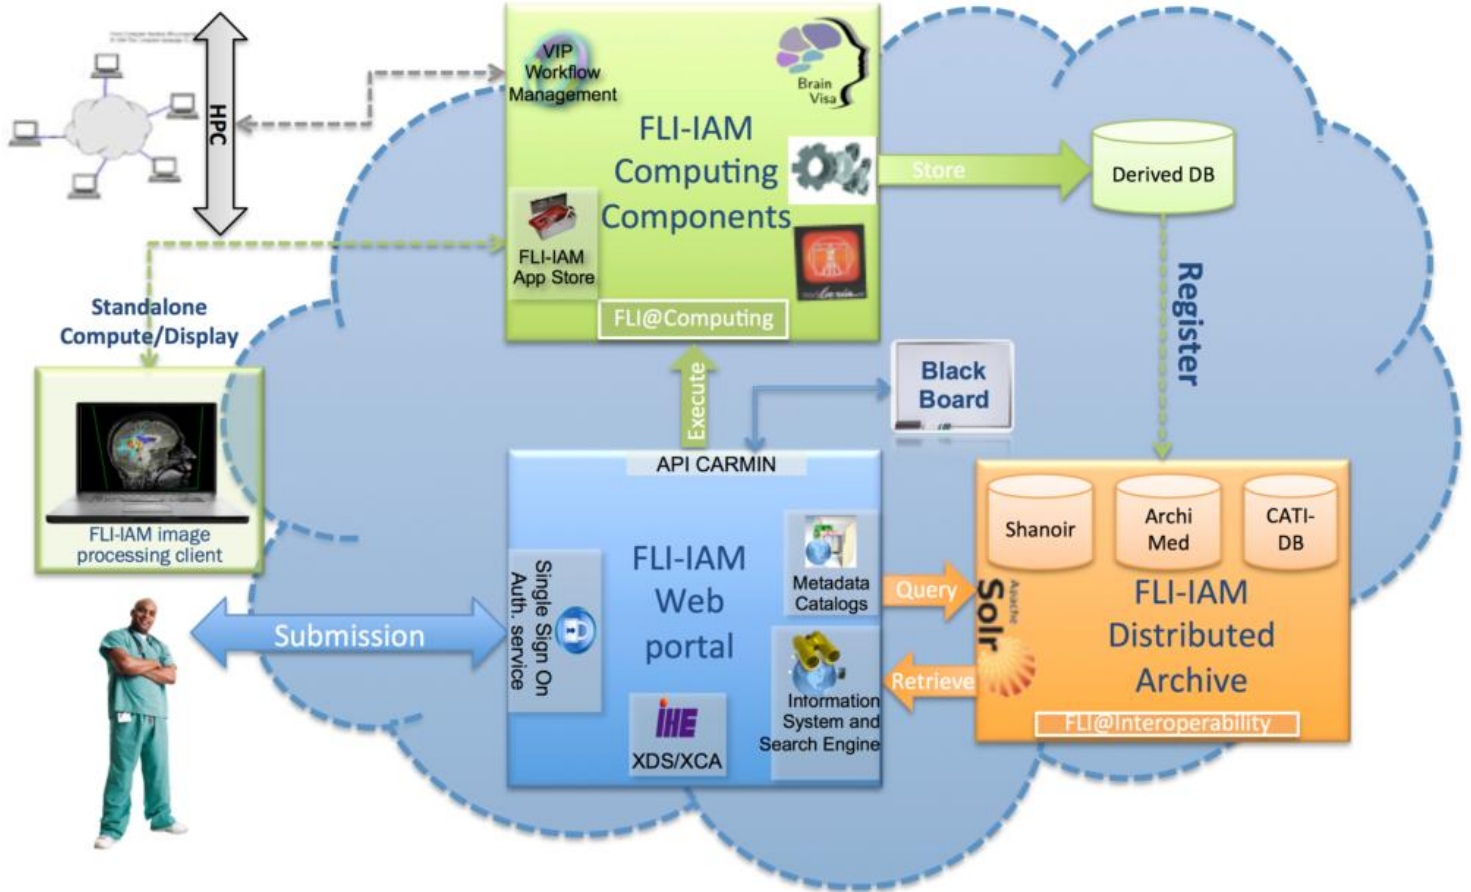 HPC
VIP
Workflow
Management
Brain
Visa
FLI-IAM
Computing
Components
FLI-IAM
App Store
FLI@Computing
Store
Derived DB
Register
Standalone
Compute/Display
FLI-IAM image
processing client
Execute
Black
Board
API CARMIN
FLI-IAM
Web
portal
Single Sign On
Auth. service
Metadata
Catalogs
Information
System and
Search Engine
IHE
XDS/XCA
Submission
Query
Retrieve
Shanoir
Archi
Med
CATI-
DB
Apache
Solr
FLI-IAM
Distributed
Archive
FLI@Interoperability